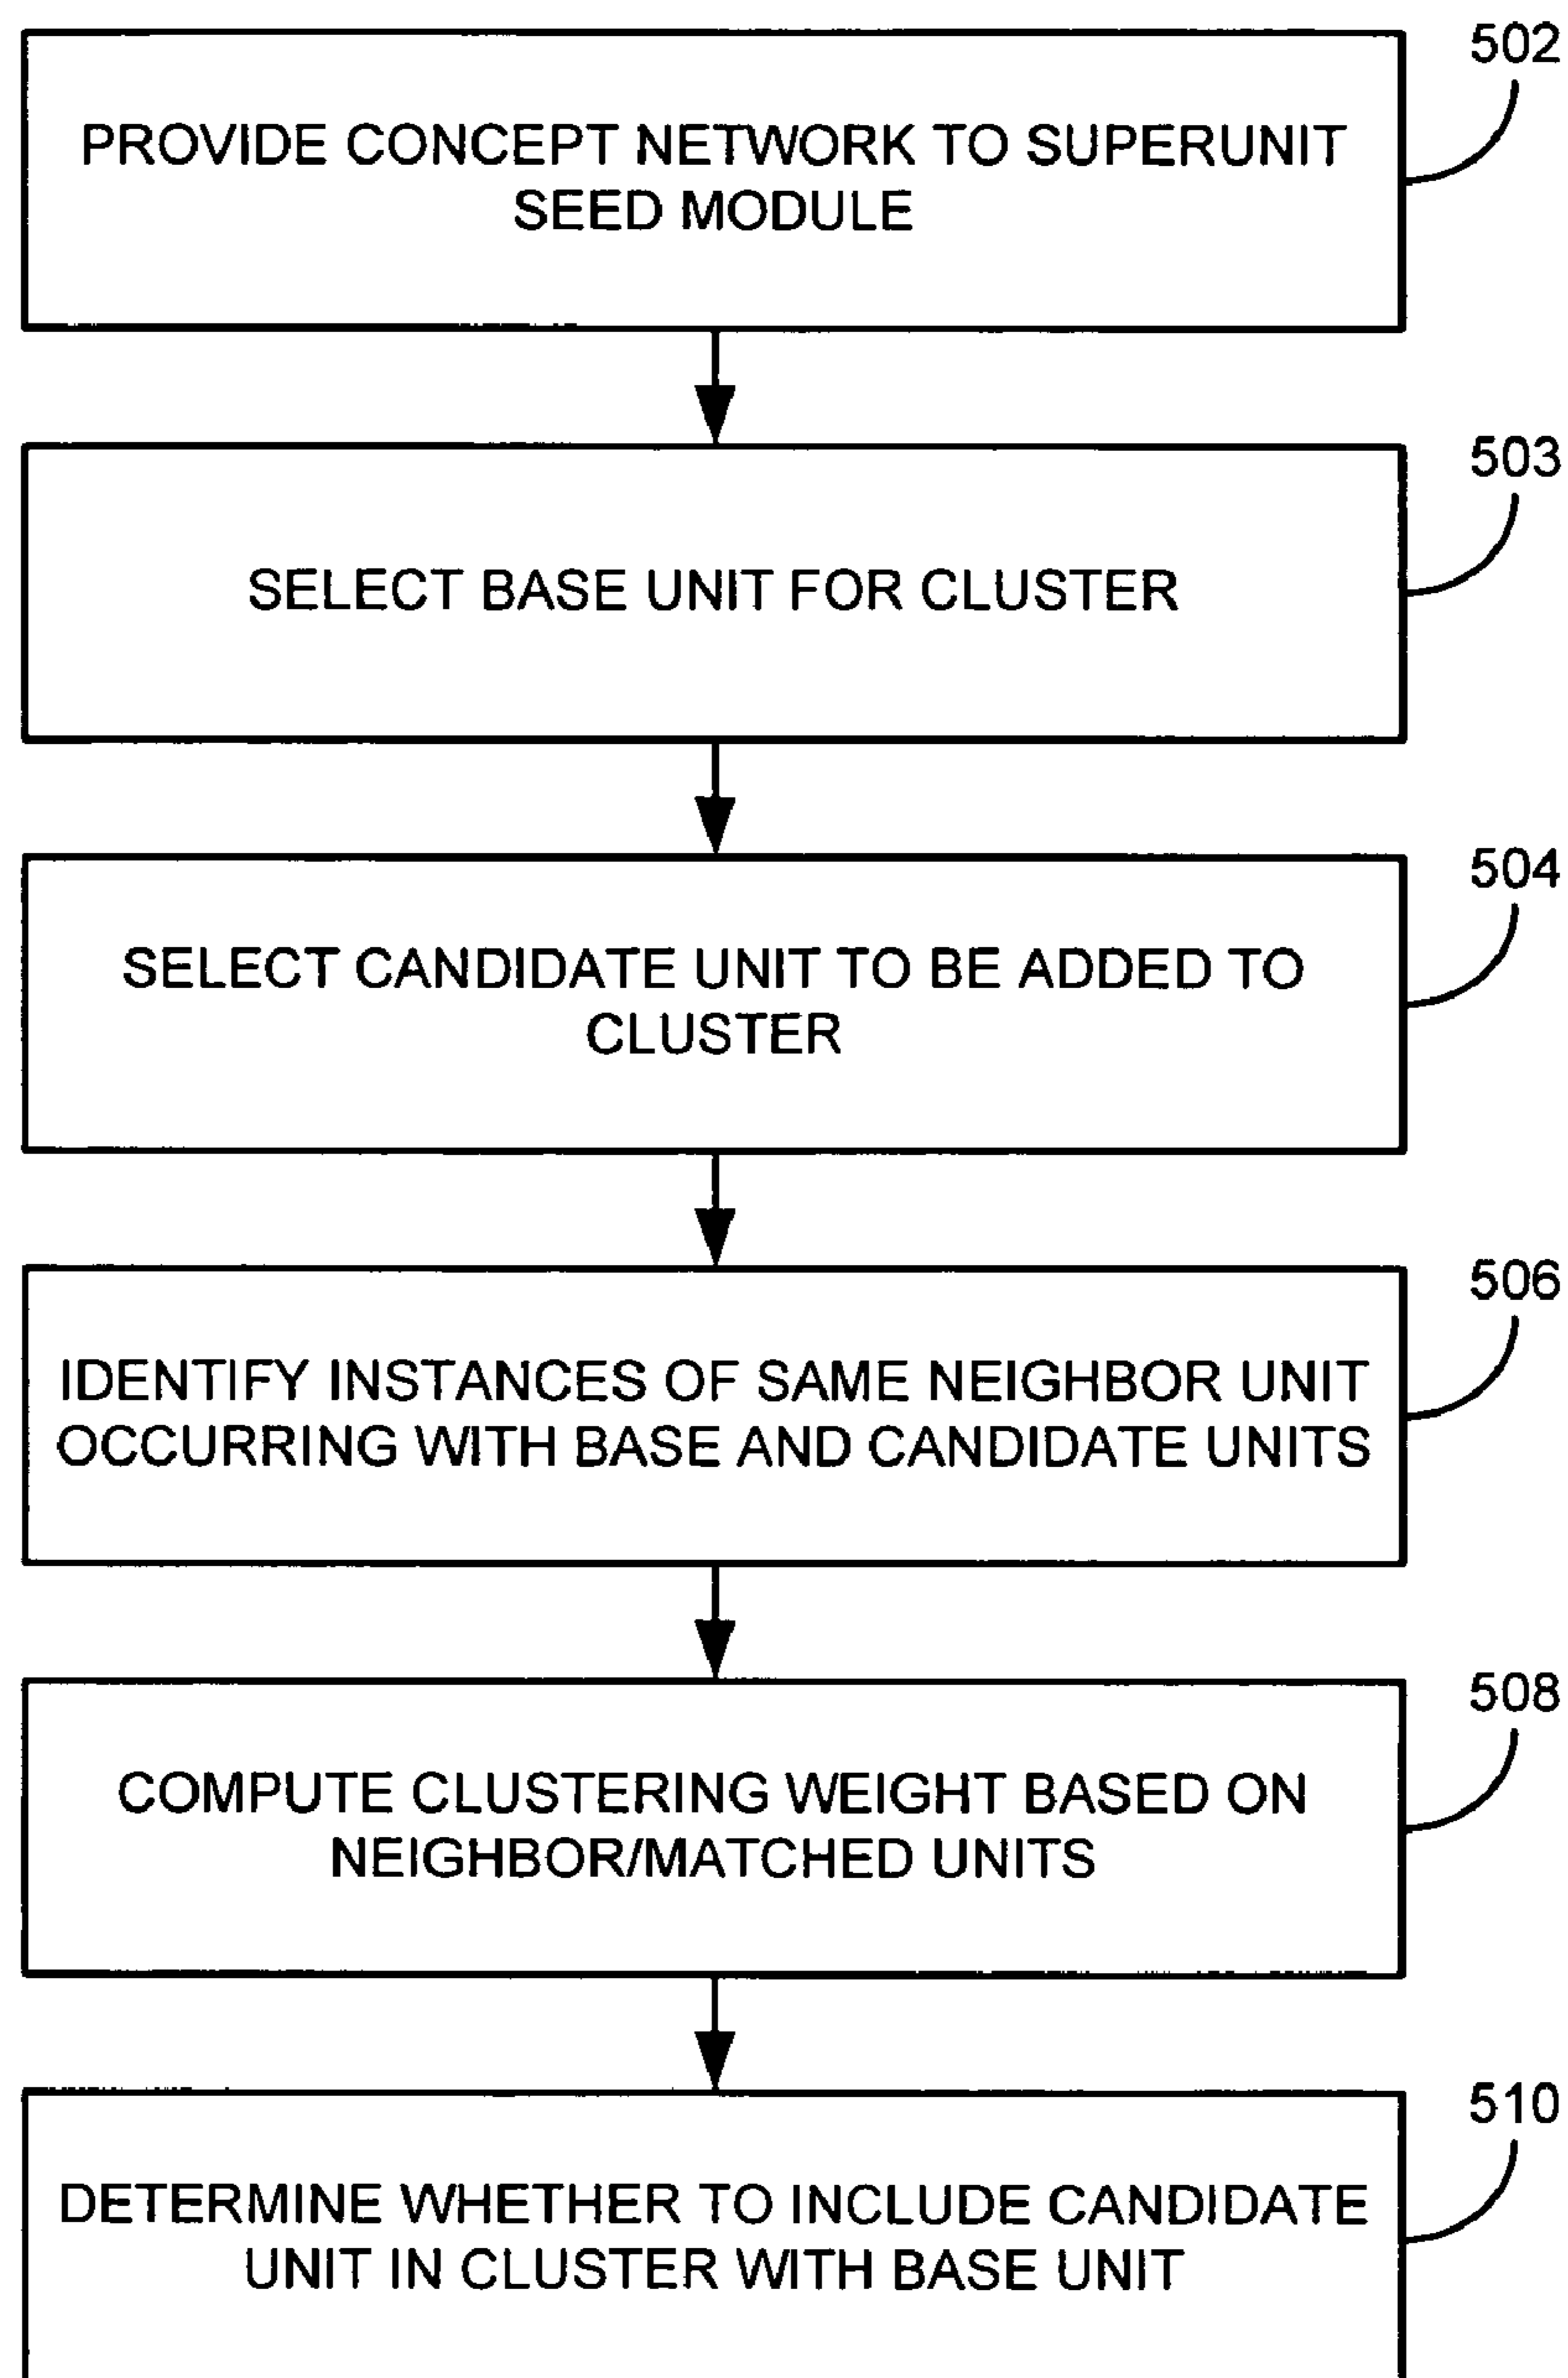 502
PROVIDE CONCEPT NETWORK TO SUPERUNIT
SEED MODULE
503
SELECT BASE UNIT FOR CLUSTER
504
SELECT CANDIDATE UNIT TO BE ADDED TO
CLUSTER
506
IDENTIFY INSTANCES OF SAME NEIGHBOR UNIT
OCCURRING WITH BASE AND CANDIDATE UNITS
508
COMPUTE CLUSTERING WEIGHT BASED ON
NEIGHBOR/MATCHED UNITS
510
DETERMINE WHETHER TO INCLUDE CANDIDATE
UNIT IN CLUSTER WITH BASE UNIT